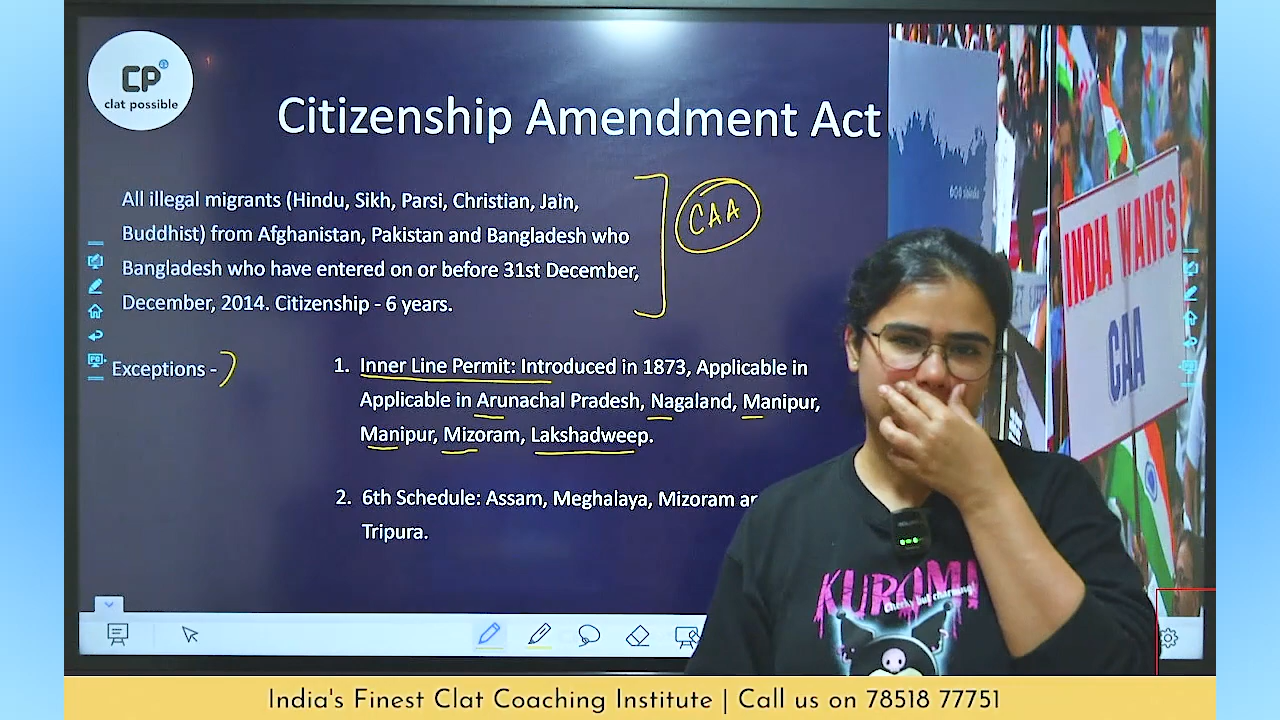 CP
clat possible
Citizenship Amendment Act
All illegal migrants (Hindu, Sikh, Parsi, Christian, Jain,
Buddhist) from Afghanistan, Pakistan and Bangladesh who
Bangladesh who have entered on or before 31st December,
December, 2014. Citizenship - 6 years.
CAA
Exceptions -
1. Inner Line Permit: Introduced in 1873, Applicable in
Applicable in Arunachal Pradesh, Nagaland, Manipur,
Manipur, Mizoram, Lakshadweep.
2. 6th Schedule: Assam, Meghalaya, Mizoram
Tripura.
INDIA WANTS
CAA
KUROMI
India's Finest Clat Coaching Institute | Call us on 78518 77751